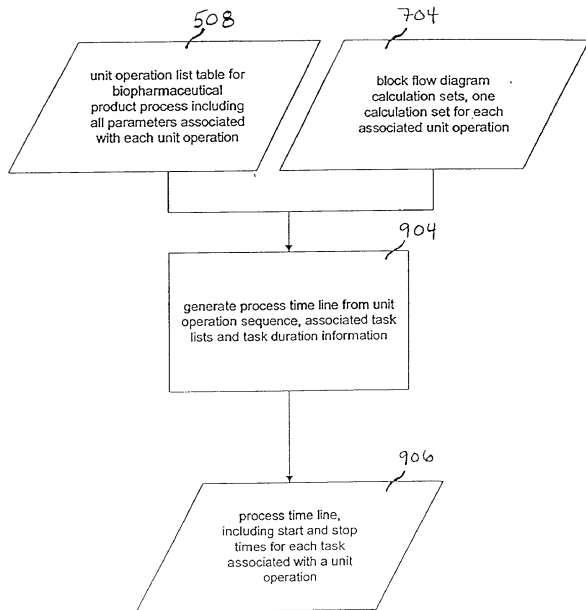 508
704
unit operation list table for
biopharmaceutical
product process including
all parameters associated
with each unit operation
block flow diagram
calculation sets, one
calculation set for each
associated unit operation
904
generate process time line from unit
operation sequence, associated task
lists and task duration information
906
process time line,
including start and stop
times for each task
associated with a unit
operation